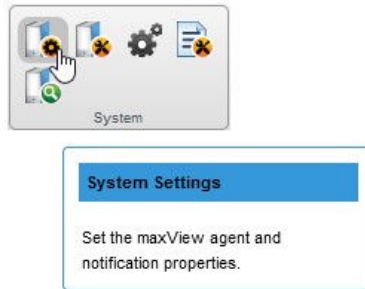 System
System Settings
Set the maxView agent and
notification properties.